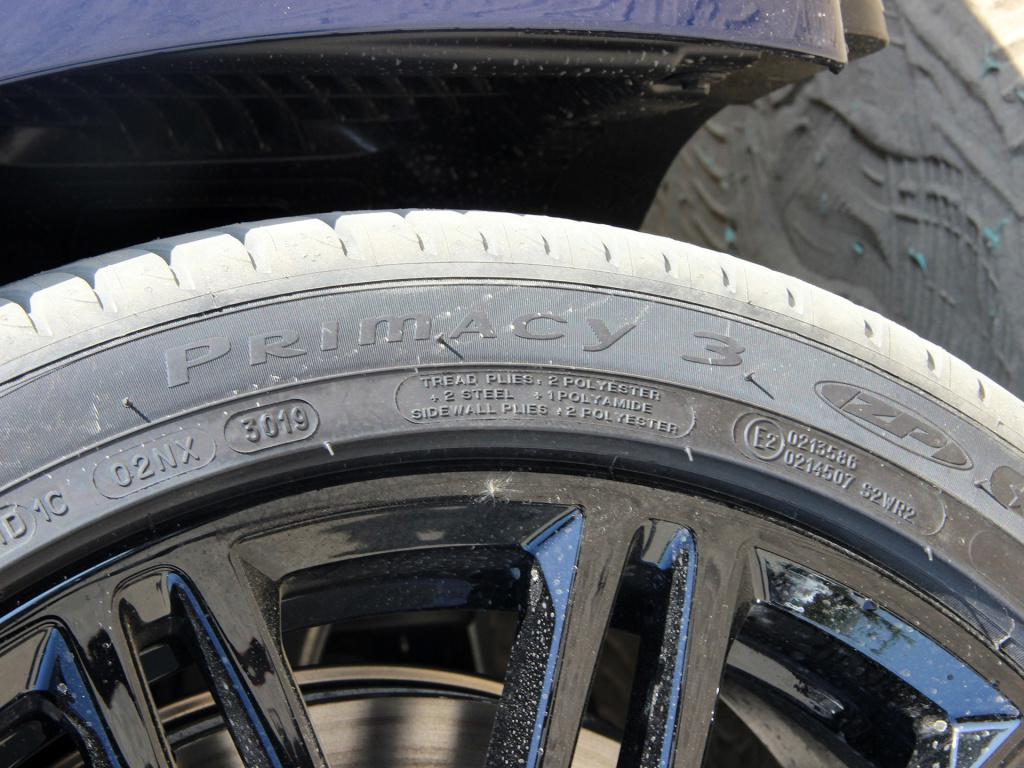 PRIMACY 3
ZP
TREAD PLIES: 2 POLYESTER
+ 2 STEEL + 1 POLYAMIDE
SIDEWALL PLIES: 2 POLYESTER
3019
02NX
1C
E2
0213586
0214507 S2WR2